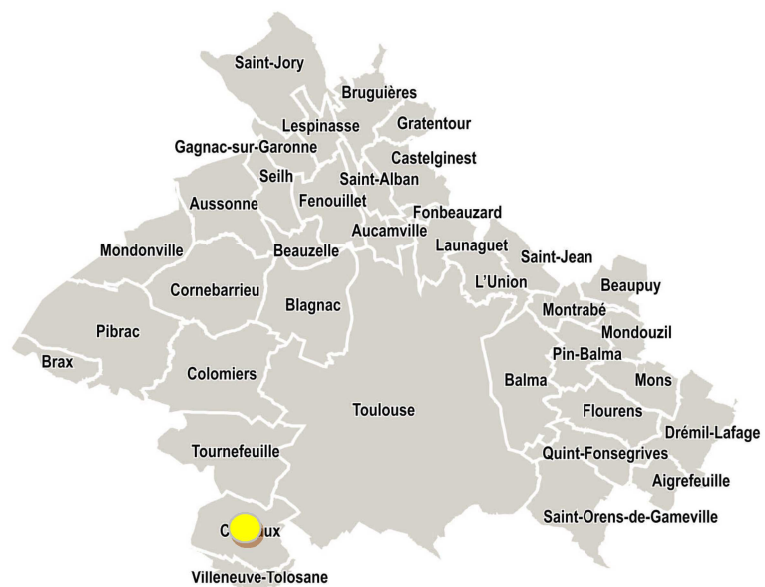 Saint-Jory
Bruguières
Lespinasse
Gratentour
Gagnac-sur-Garonne
Castelginest
Seilh
Saint-Alban
Aussonne
Fenouillet
Fonbeauzard
Aucamville
Launaguet
Mondonville
Beauzelle
Saint-Jean
L'Union
Beaupuy
Cornebarrieu
Blagnac
Montrabé
Pibrac
Mondouzil
Pin-Balma
Brax
Colomiers
Balma
Mons
Toulouse
Flourens
Drémil-Lafage
Tournefeuille
Quint-Fonsegrives
Aigrefeuille
Saint-Orens-de-Gameville
Villeneuve-Tolosane